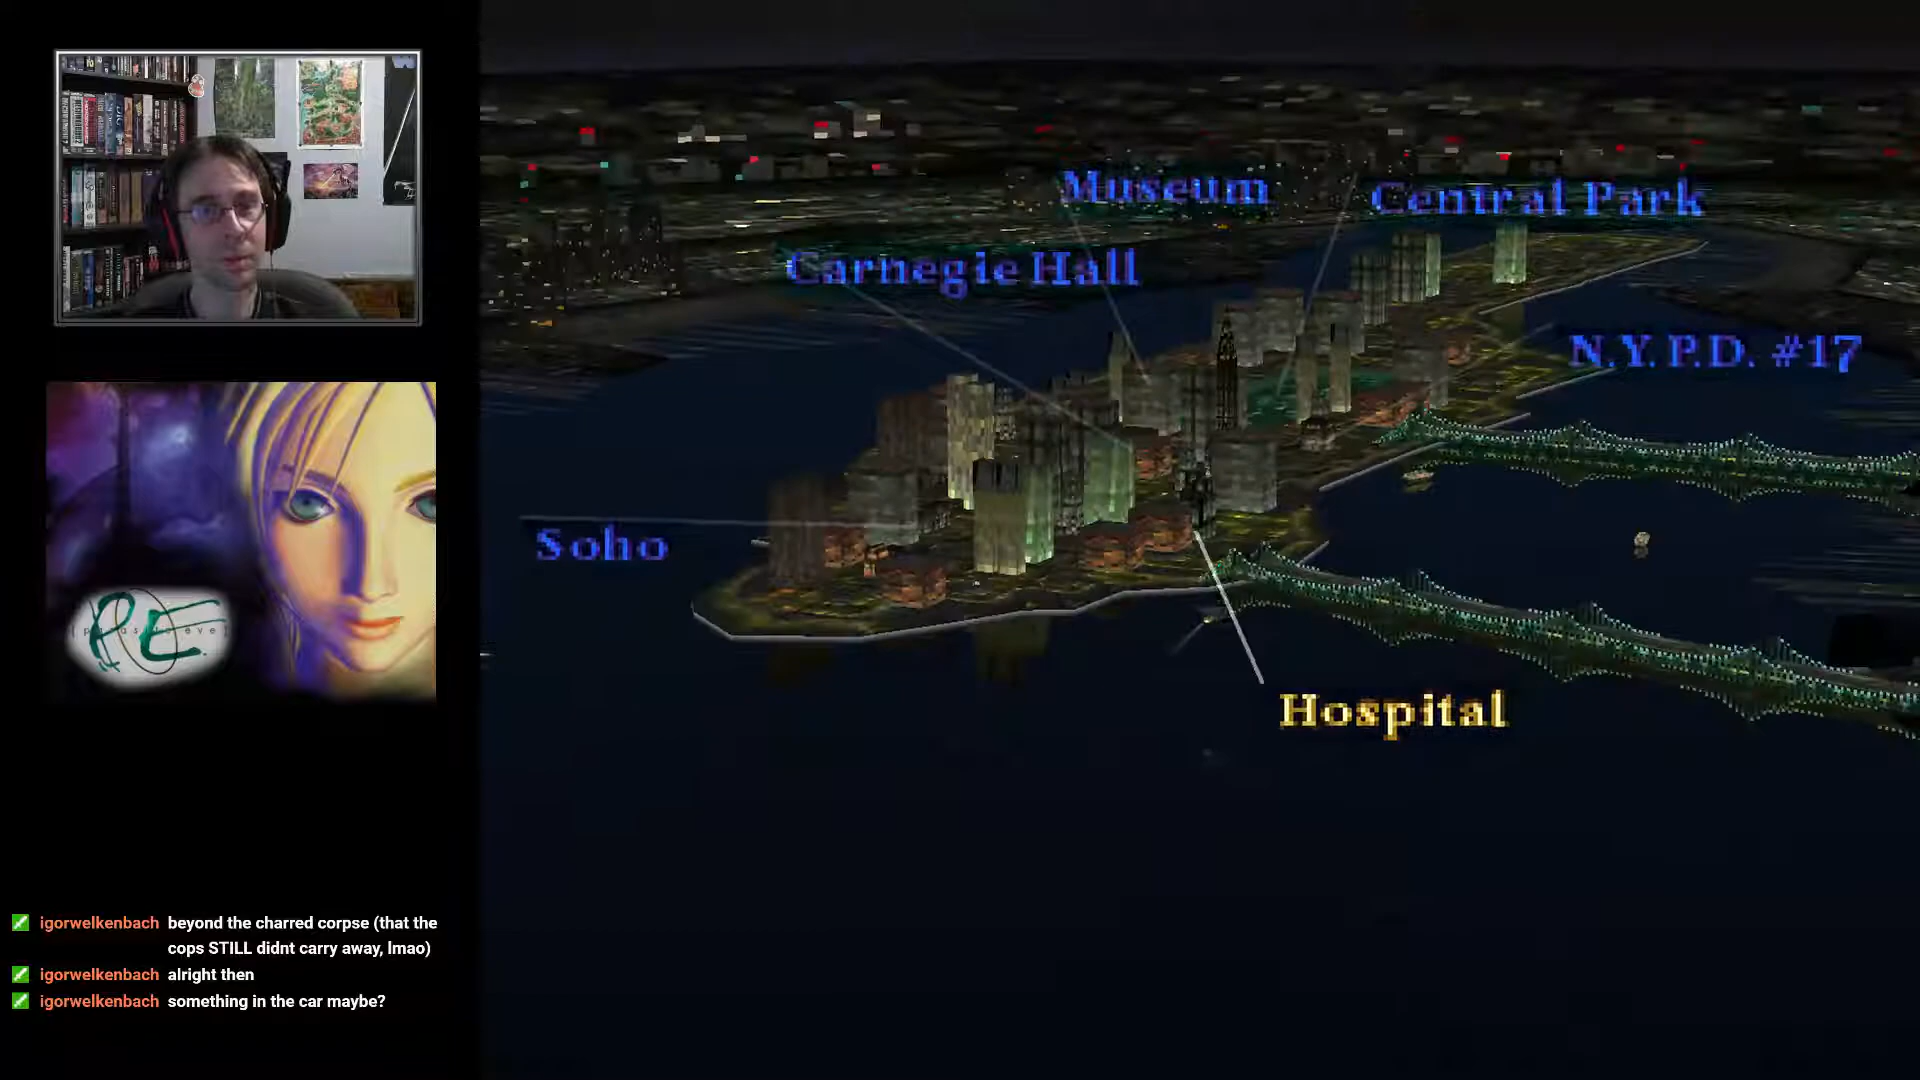 Museum
Central Park
Carnegie Hall
N.Y.P.D. #17
Soho
Hospital
PE
igorwelkenbach beyond the charred corpse (that the
cops STILL didnt carry away, lmao)
igorwelkenbach alright then
igorwelkenbach something in the car maybe?